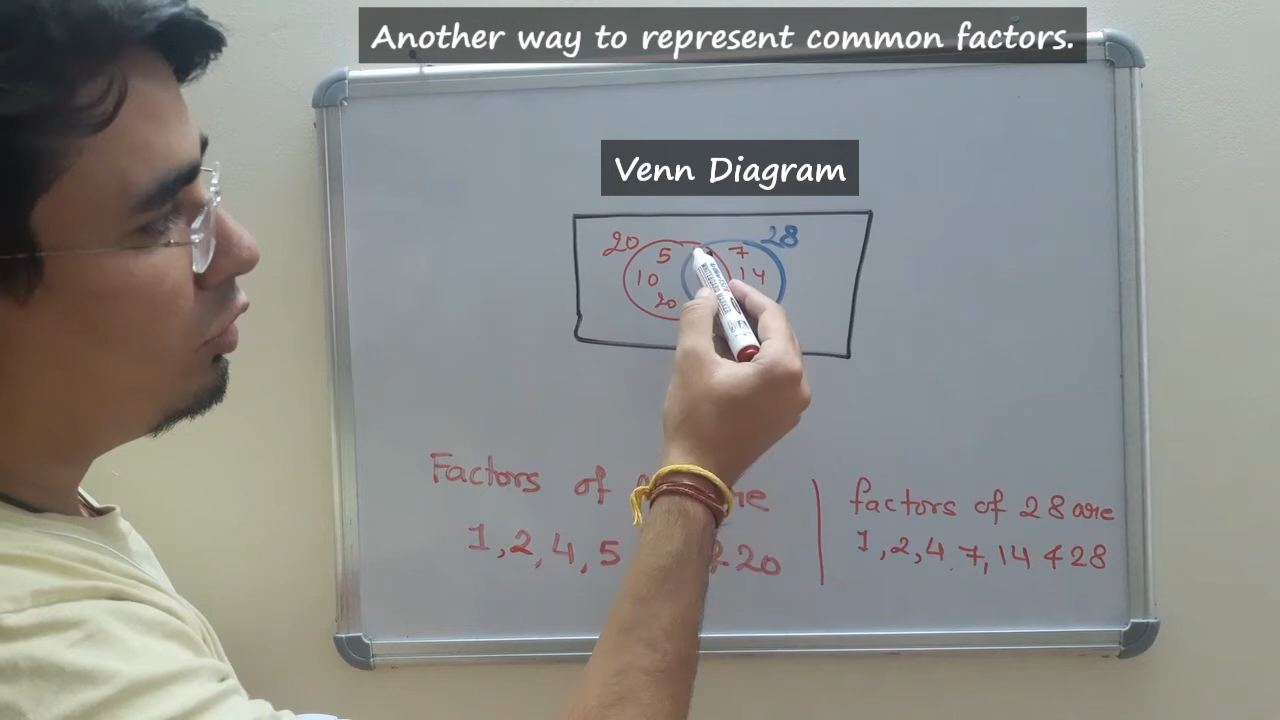 Another way to represent common factors.
Venn Diagram
20 28
5 7
10 14
20
Factors of
1, 2, 4, 5 20
factors of 28 are
1, 2, 4 7, 14 & 28